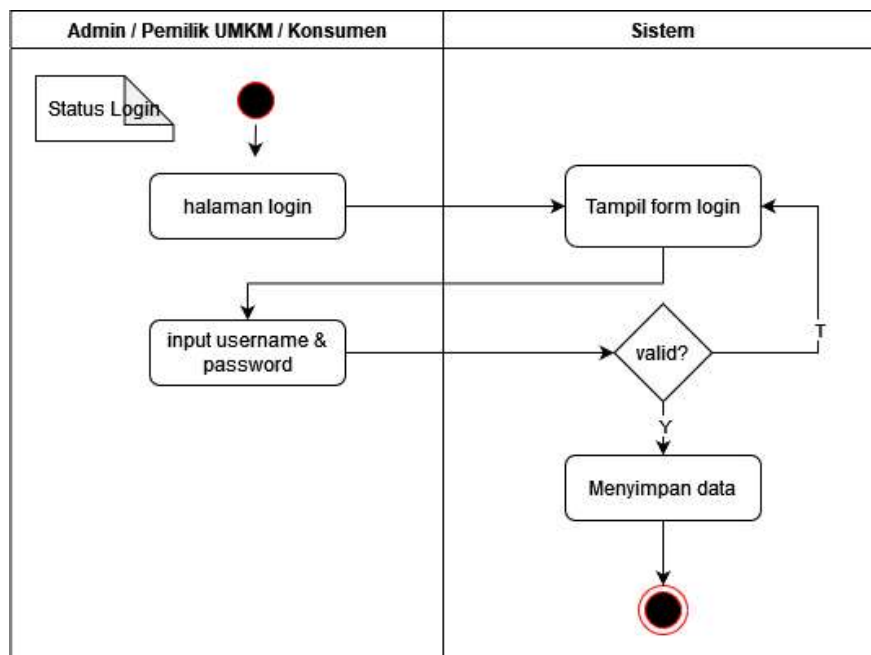 Admin / Pemilik UMKM / Konsumen
Sistem
Status Login
halaman login
Tampil form login
input username &
password
valid?
T
Y
Menyimpan data